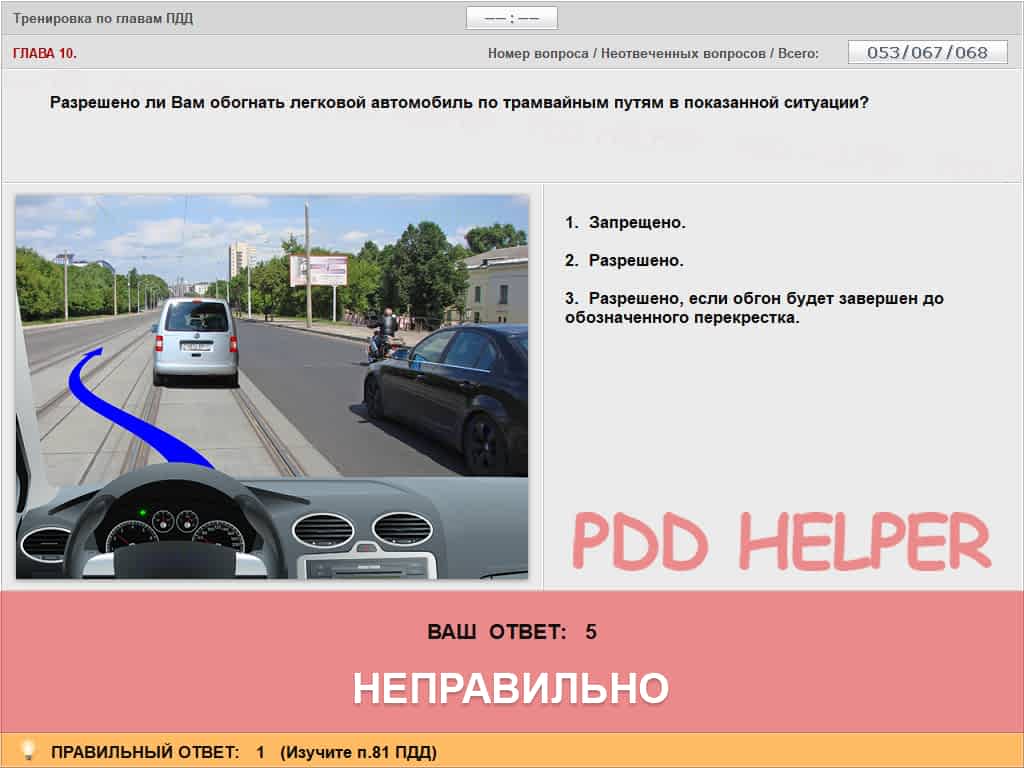 Тренировка по главам ПДД
—— : ——
ГЛАВА 10.
Номер вопроса / Неотвеченных вопросов / Всего:
053/067/068
Разрешено ли Вам обогнать легковой автомобиль по трамвайным путям в показанной ситуации?
1. Запрещено.
2. Разрешено.
3. Разрешено, если обгон будет завершен до
обозначенного перекрестка.
PDD HELPER
ВАШ ОТВЕТ: 5
НЕПРАВИЛЬНО
ПРАВИЛЬНЫЙ ОТВЕТ: 1 (Изучите п.81 ПДД)